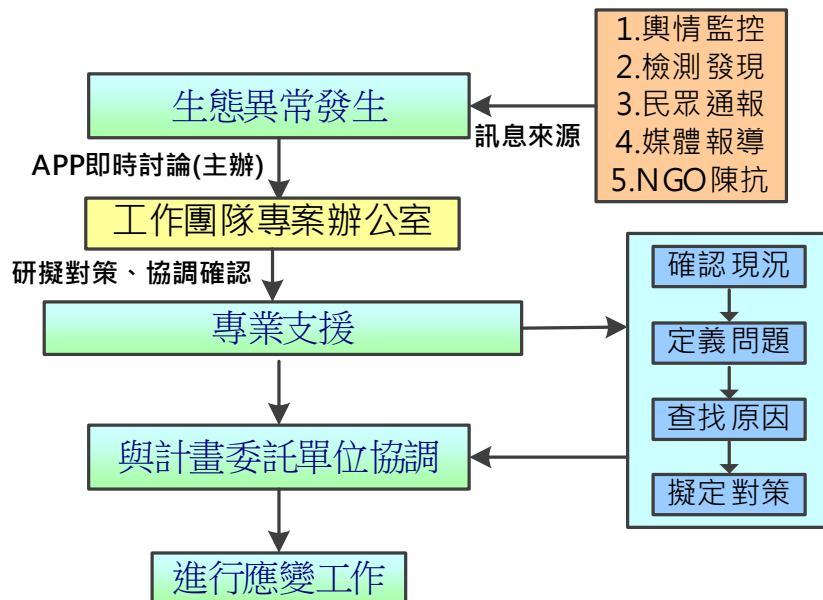 1.輿情監控
2.檢測發現
3.民眾通報
4.媒體報導
5.NGO陳抗
生態異常發生
訊息來源
APP即時討論(主辦)
工作團隊專案辦公室
研擬對策、協調確認
專業支援
確認現況
定義問題
查找原因
擬定對策
與計畫委託單位協調
進行應變工作